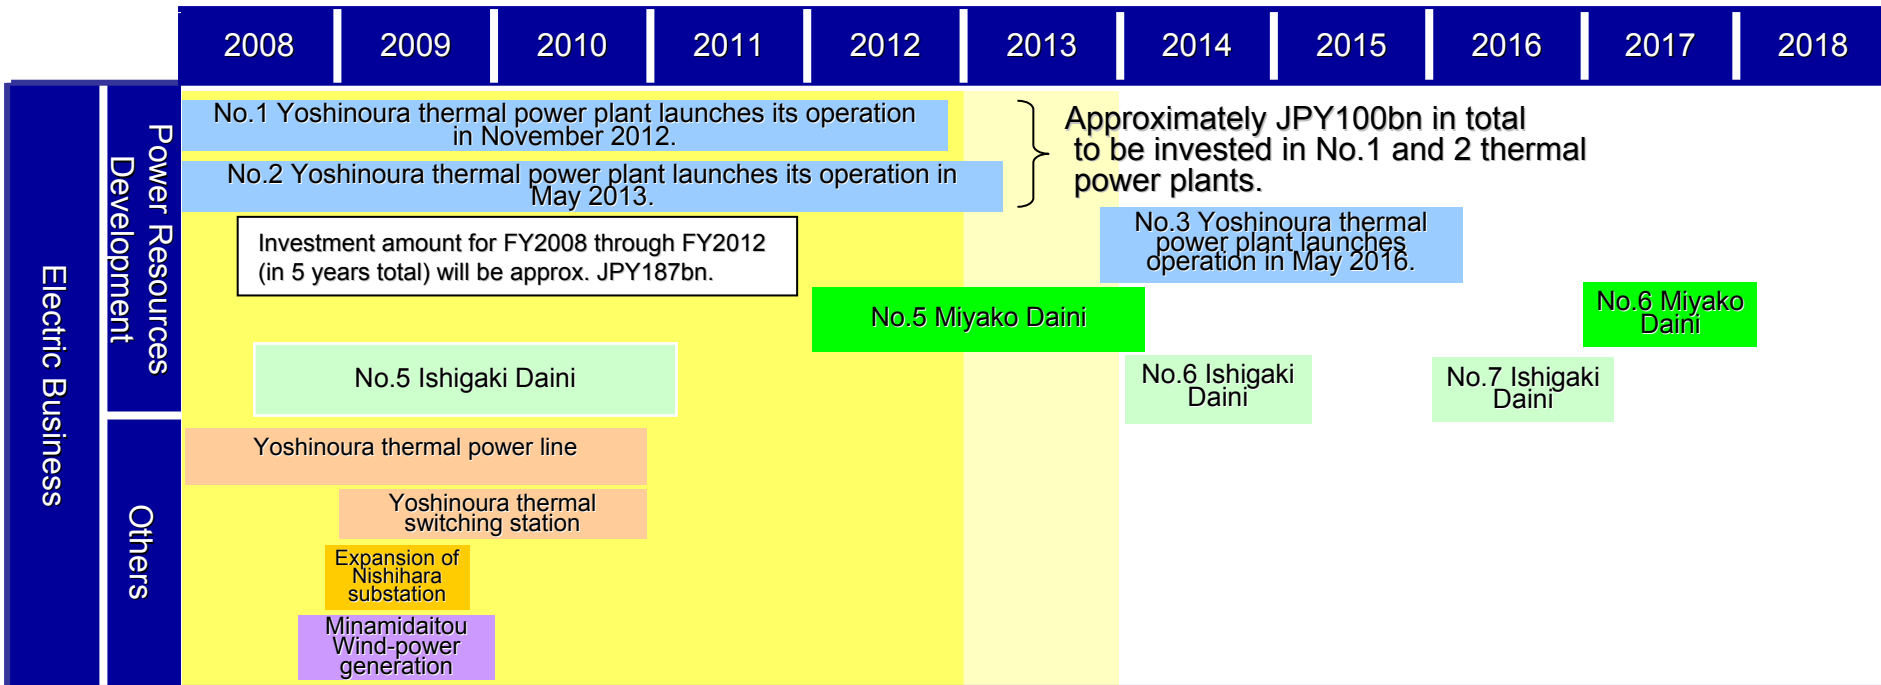 2008 2009 2010 2011 2012 2013 2014 2015 2016 2017 2018
Electric Business
Power Resources
Development
No.1 Yoshinoura thermal power plant launches its operation
in November 2012.
No.2 Yoshinoura thermal power plant launches its operation in
May 2013.
Approximately JPY100bn in total
to be invested in No.1 and 2 thermal
power plants.
Investment amount for FY2008 through FY2012
(in 5 years total) will be approx. JPY187bn.
No.3 Yoshinoura thermal
power plant launches
operation in May 2016.
No.5 Miyako Daini
No.6 Miyako
Daini
No.5 Ishigaki Daini
No.6 Ishigaki
Daini
No.7 Ishigaki
Daini
Others
Yoshinoura thermal power line
Yoshinoura thermal
switching station
Expansion of
Nishihara
substation
Minamidaitou
Wind-power
generation